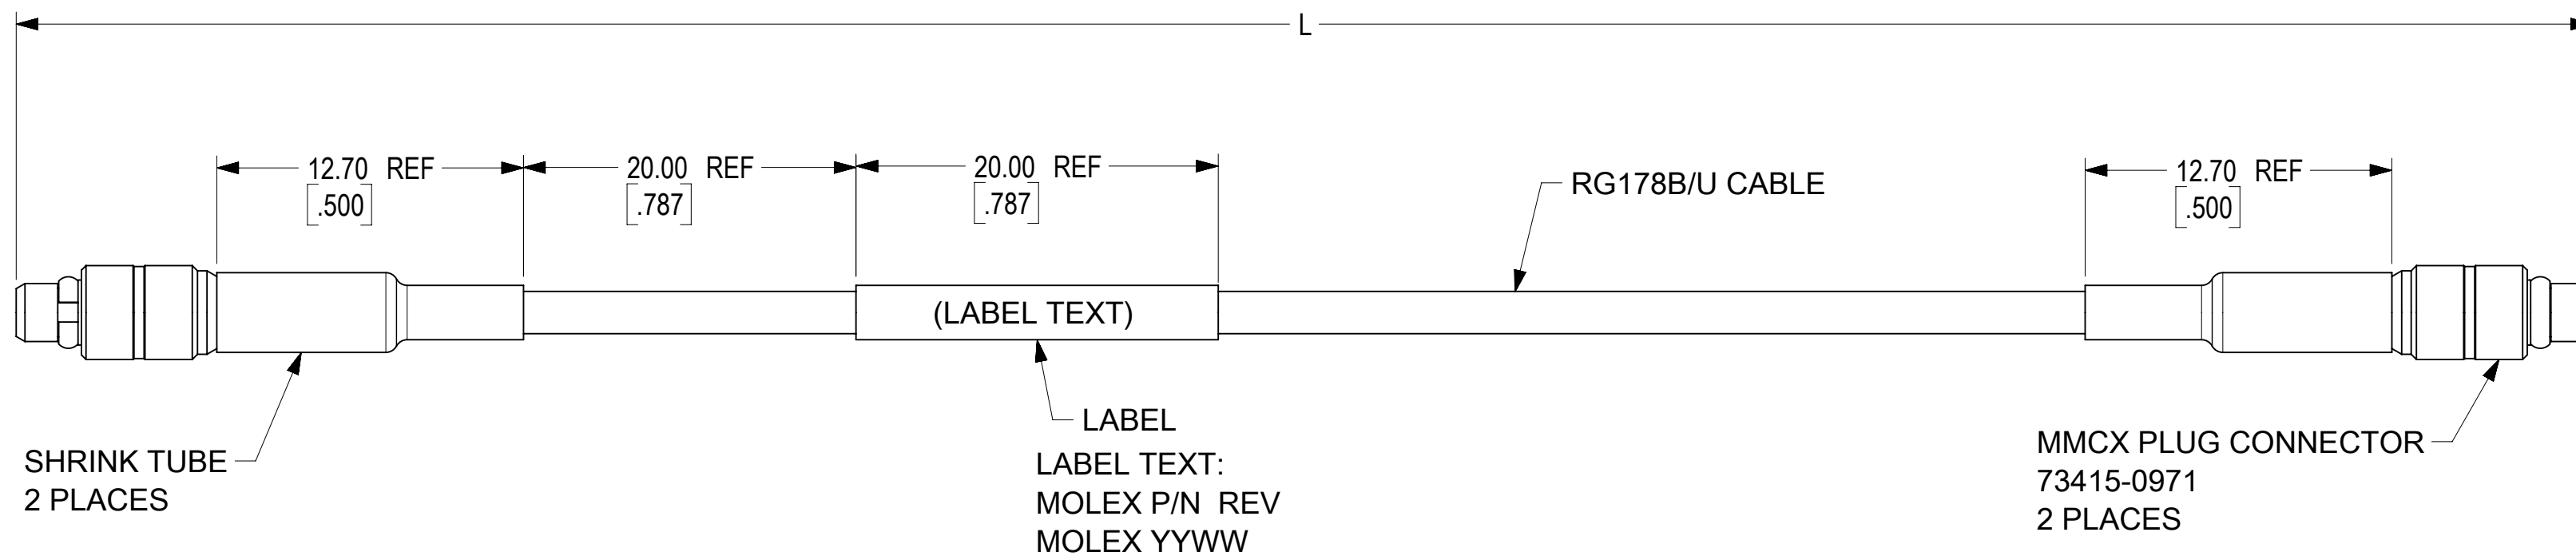 L
12.70 REF
[.500]
20.00 REF
[.787]
20.00 REF
[.787]
RG178B/U CABLE
12.70 REF
[.500]
(LABEL TEXT)
SHRINK TUBE
2 PLACES
LABEL
LABEL TEXT:
MOLEX P/N REV
MOLEX YYWW
MMCX PLUG CONNECTOR
73415-0971
2 PLACES